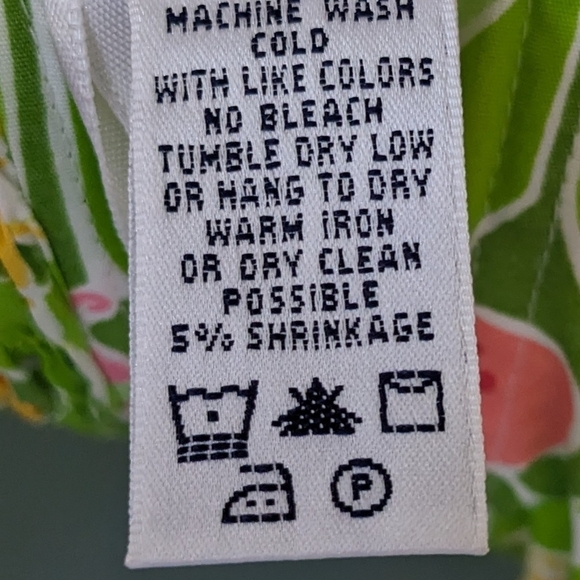 MACHINE WASH
COLD
WITH LIKE COLORS
NO BLEACH
TUMBLE DRY LOW
OR HANG TO DRY
WARM IRON
OR DRY CLEAN
POSSIBLE
5% SHRINKAGE
P